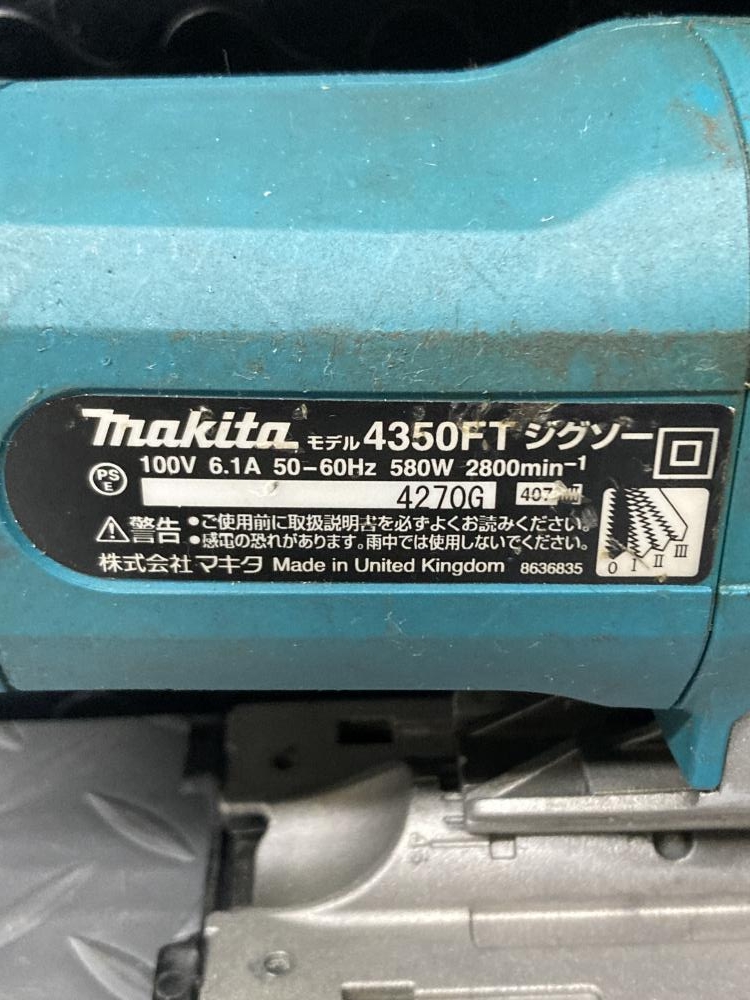 makita モデル 4350FT ジグソー
PS E 100V 6.1A 50-60Hz 580W 2800min-1
4270G
⚠警告 •ご使用前に取扱説明書を必ずよくお読みください。
•感電の恐れがあります。雨中では使用しないでください。
株式会社マキタ Made in United Kingdom 8636835
0 I II III